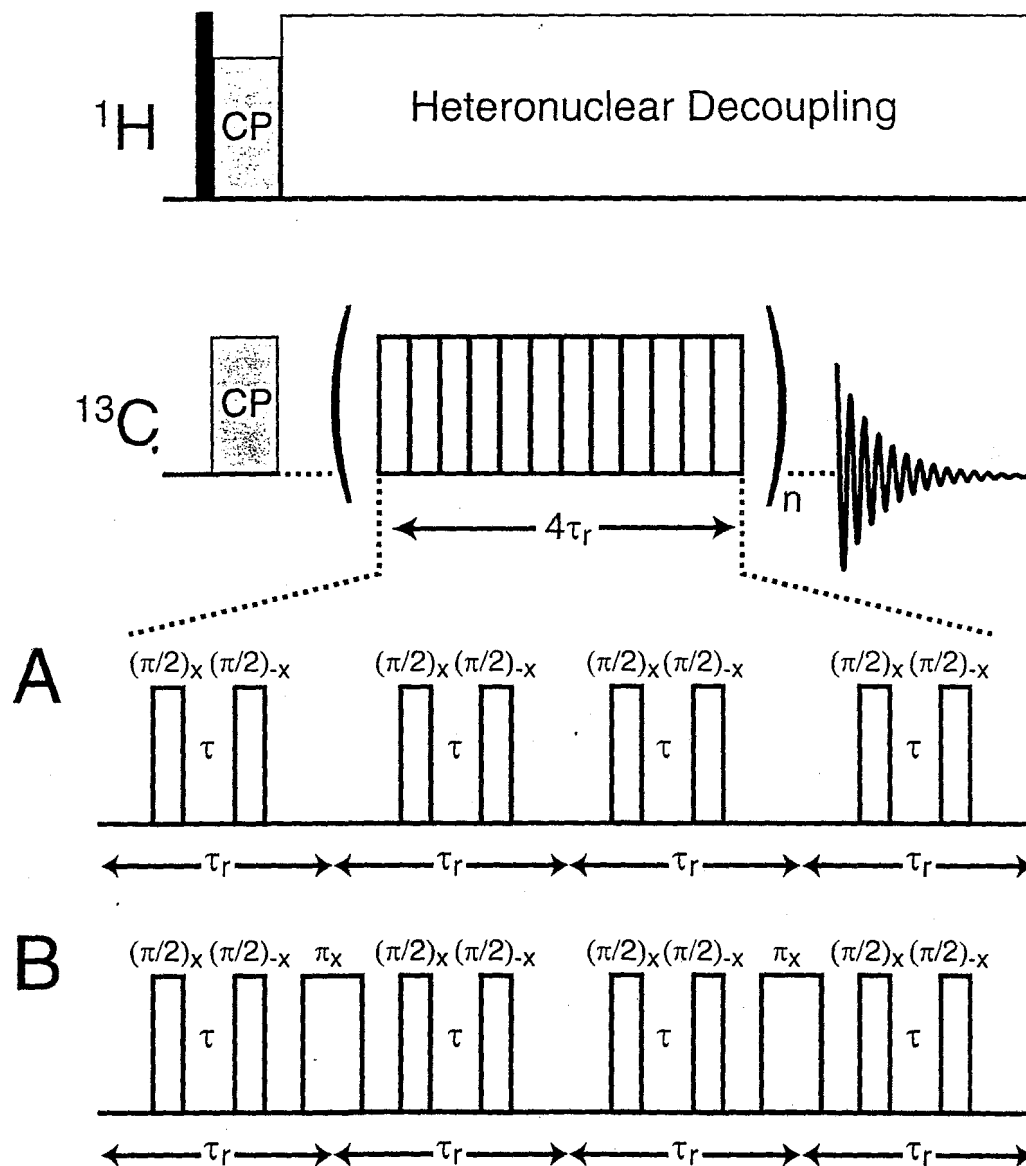 ¹H
CP
Heteronuclear Decoupling
¹³C
CP
n
4τr
A
(π/2)x (π/2)-x (π/2)x (π/2)-x (π/2)x (π/2)-x (π/2)x (π/2)-x
τ τ τ τ
τr τr τr τr
B
(π/2)x (π/2)-x πx (π/2)x (π/2)-x (π/2)x (π/2)-x πx (π/2)x (π/2)-x
τ τ τ τ
τr τr τr τr